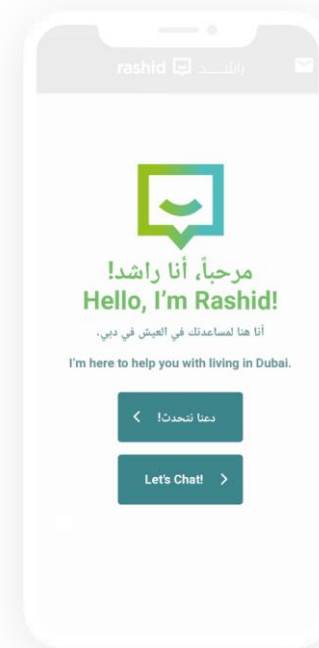 rashid راشد
مرحباً، أنا راشد!
Hello, I'm Rashid!
أنا هنا لمساعدتك في العيش في دبي.
I'm here to help you with living in Dubai.
دعنا نتحدث!
Let's Chat!